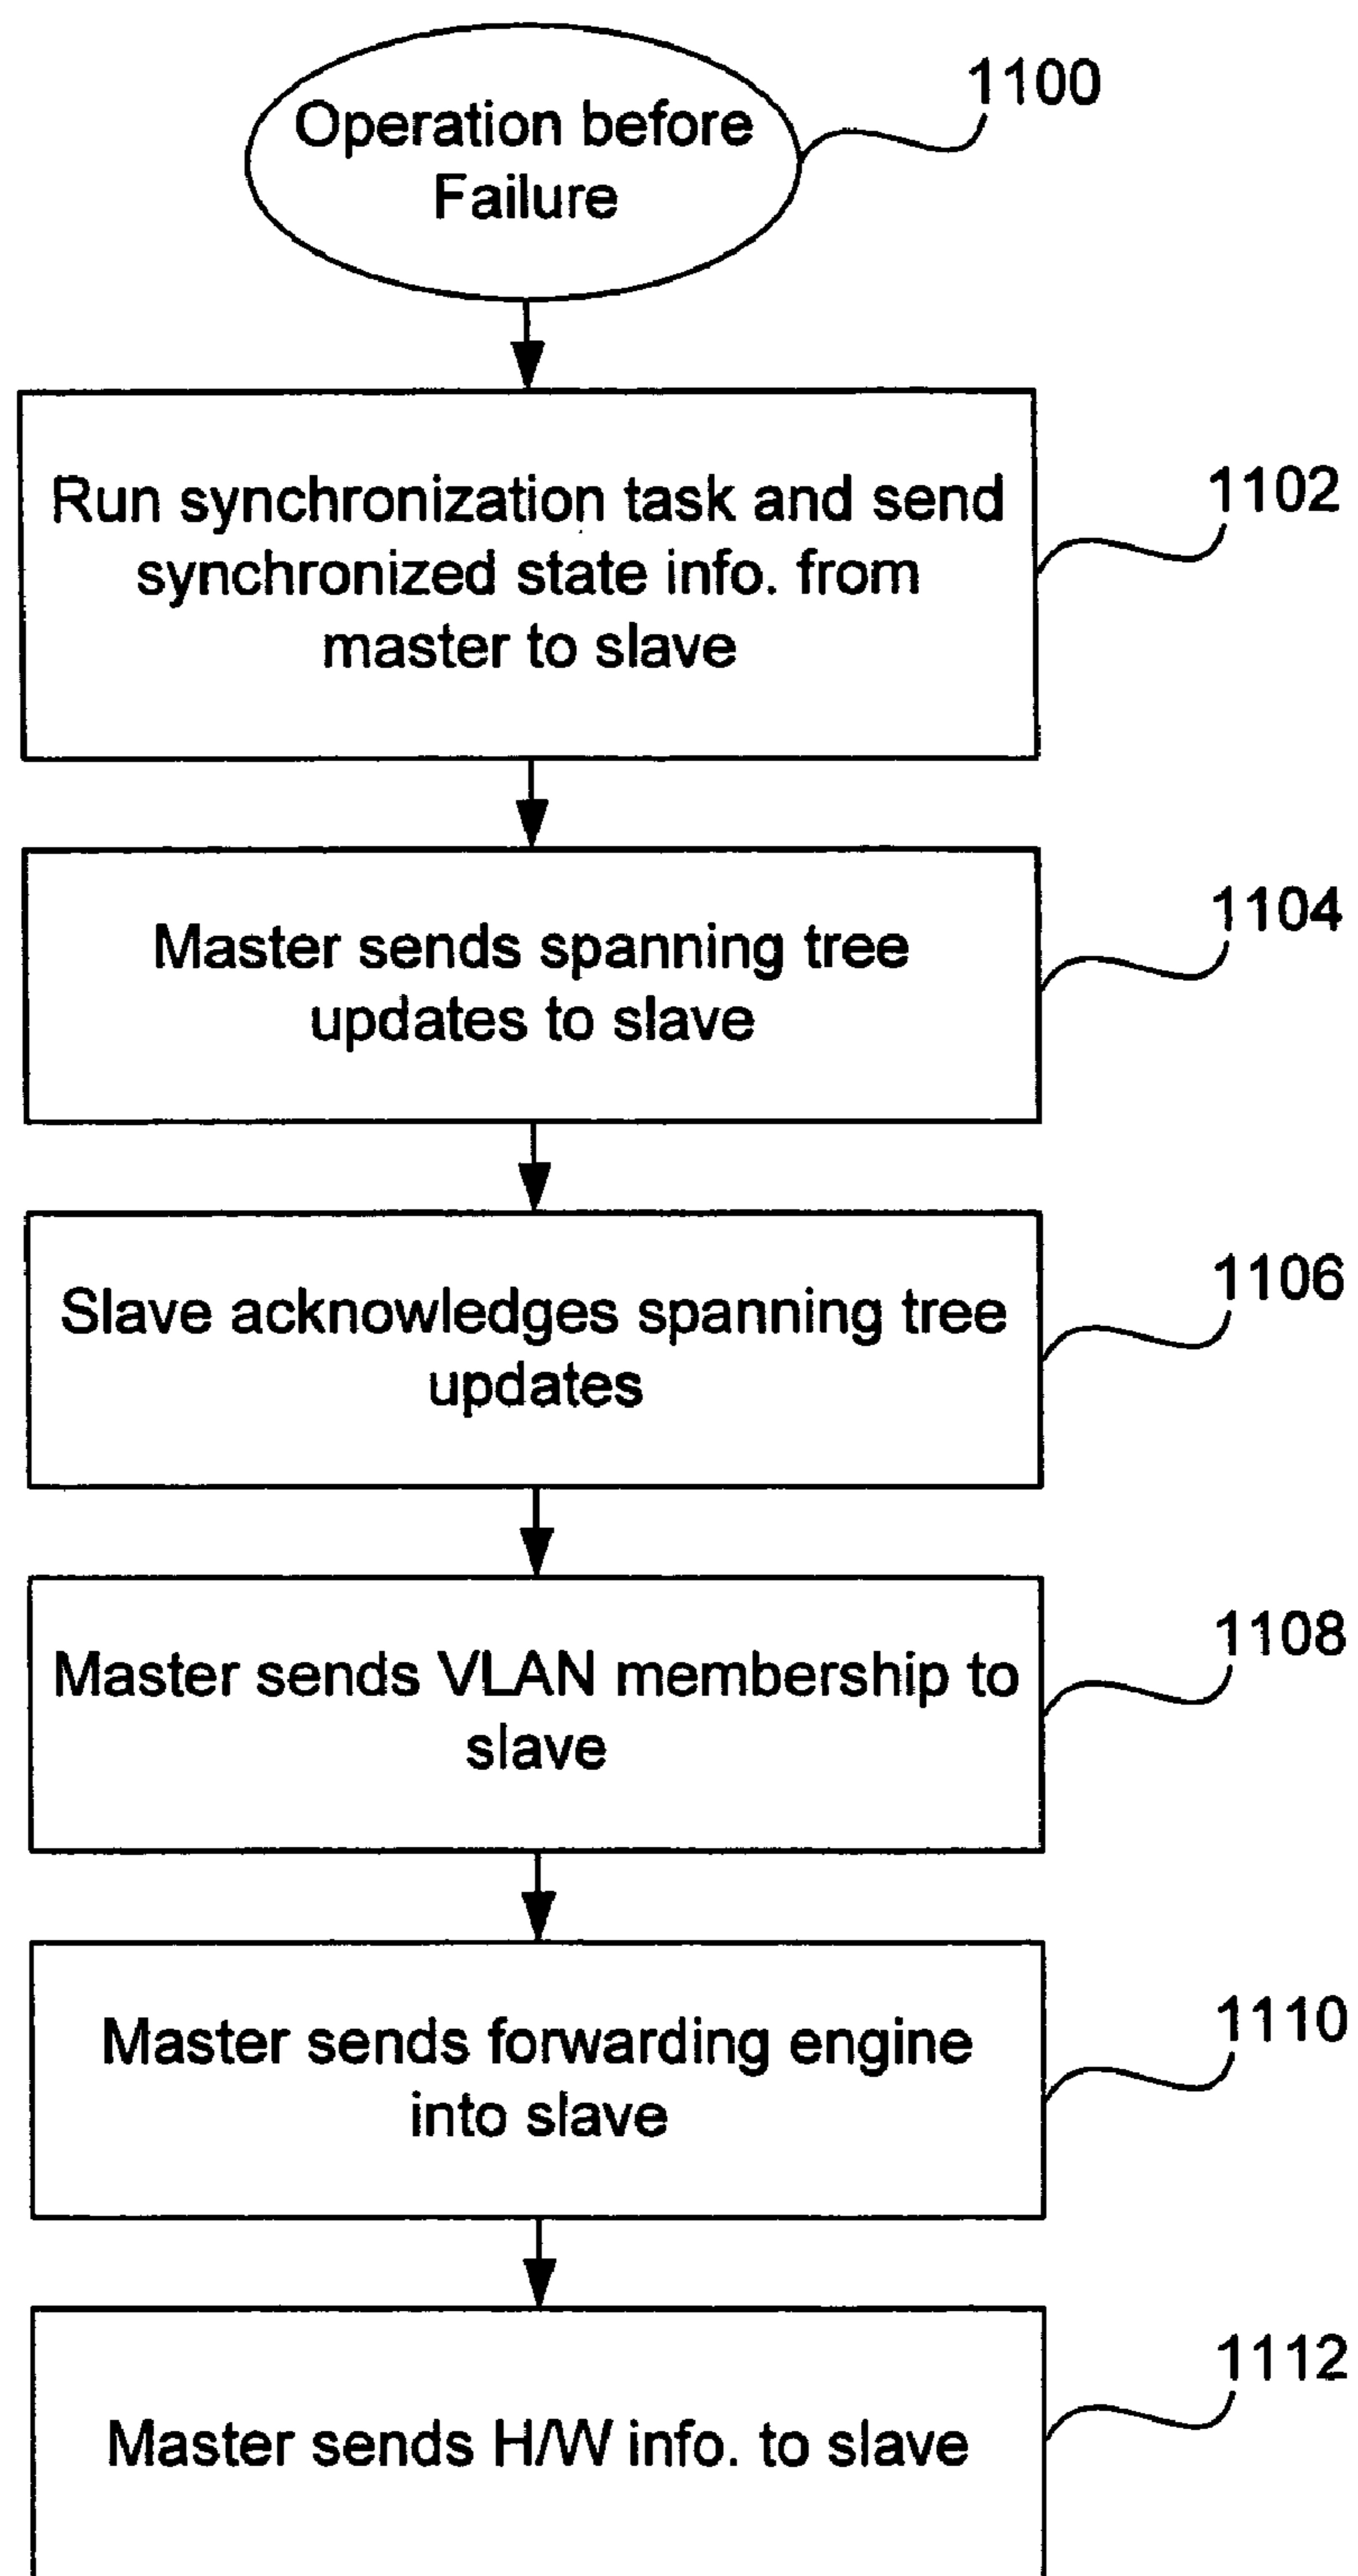 Operation before
Failure
1100
Run synchronization task and send
synchronized state info. from
master to slave
1102
Master sends spanning tree
updates to slave
1104
Slave acknowledges spanning tree
updates
1106
Master sends VLAN membership to
slave
1108
Master sends forwarding engine
into slave
1110
Master sends H/W info. to slave
1112